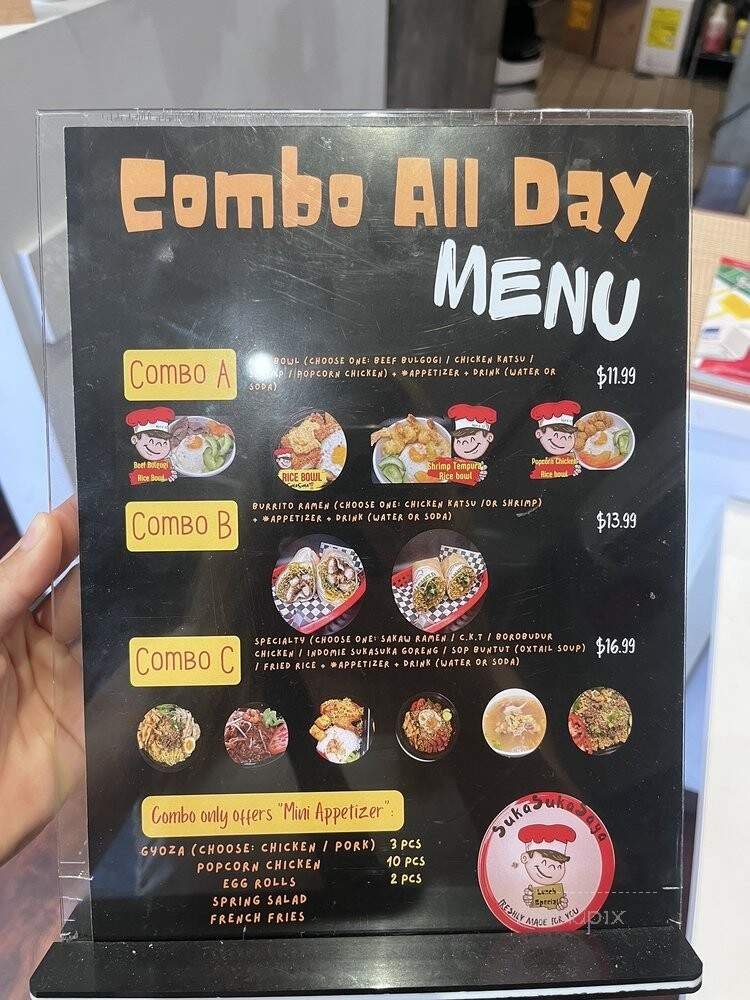 Combo All Day
MENU
COMBO A
BOWL (CHOOSE ONE: BEEF BULGOGI / CHICKEN KATSU /
/ POPCORN CHICKEN) + *APPETIZER + DRINK (WATER OR
SODA)
$11.99
Beef Bulgogi
Rice Bowl
RICE BOWL
Shrimp Tempura
Rice bowl
Popcorn Chicken
Rice bowl
COMBO B
BURRITO RAMEN (CHOOSE ONE: CHICKEN KATSU /OR SHRIMP)
+ *APPETIZER + DRINK (WATER OR SODA)
$13.99
COMBO C
SPECIALTY (CHOOSE ONE: SAKAW RAMEN / C.K.T / BOROBUDUR
CHICKEN / INDOMIE SUKASUKA GORENG / SOP BUNTUT (OXTAIL SOUP)
/ FRIED RICE + *APPETIZER + DRINK (WATER OR SODA)
$16.99
Combo only offers "Mini Appetizer":
GYOZA (CHOOSE: CHICKEN / PORK) 3 PCS
POPCORN CHICKEN 10 PCS
EGG ROLLS 2 PCS
SPRING SALAD
FRENCH FRIES
SukaSukaSaya
Lunch
Special
FRESHLY MADE FOR YOU